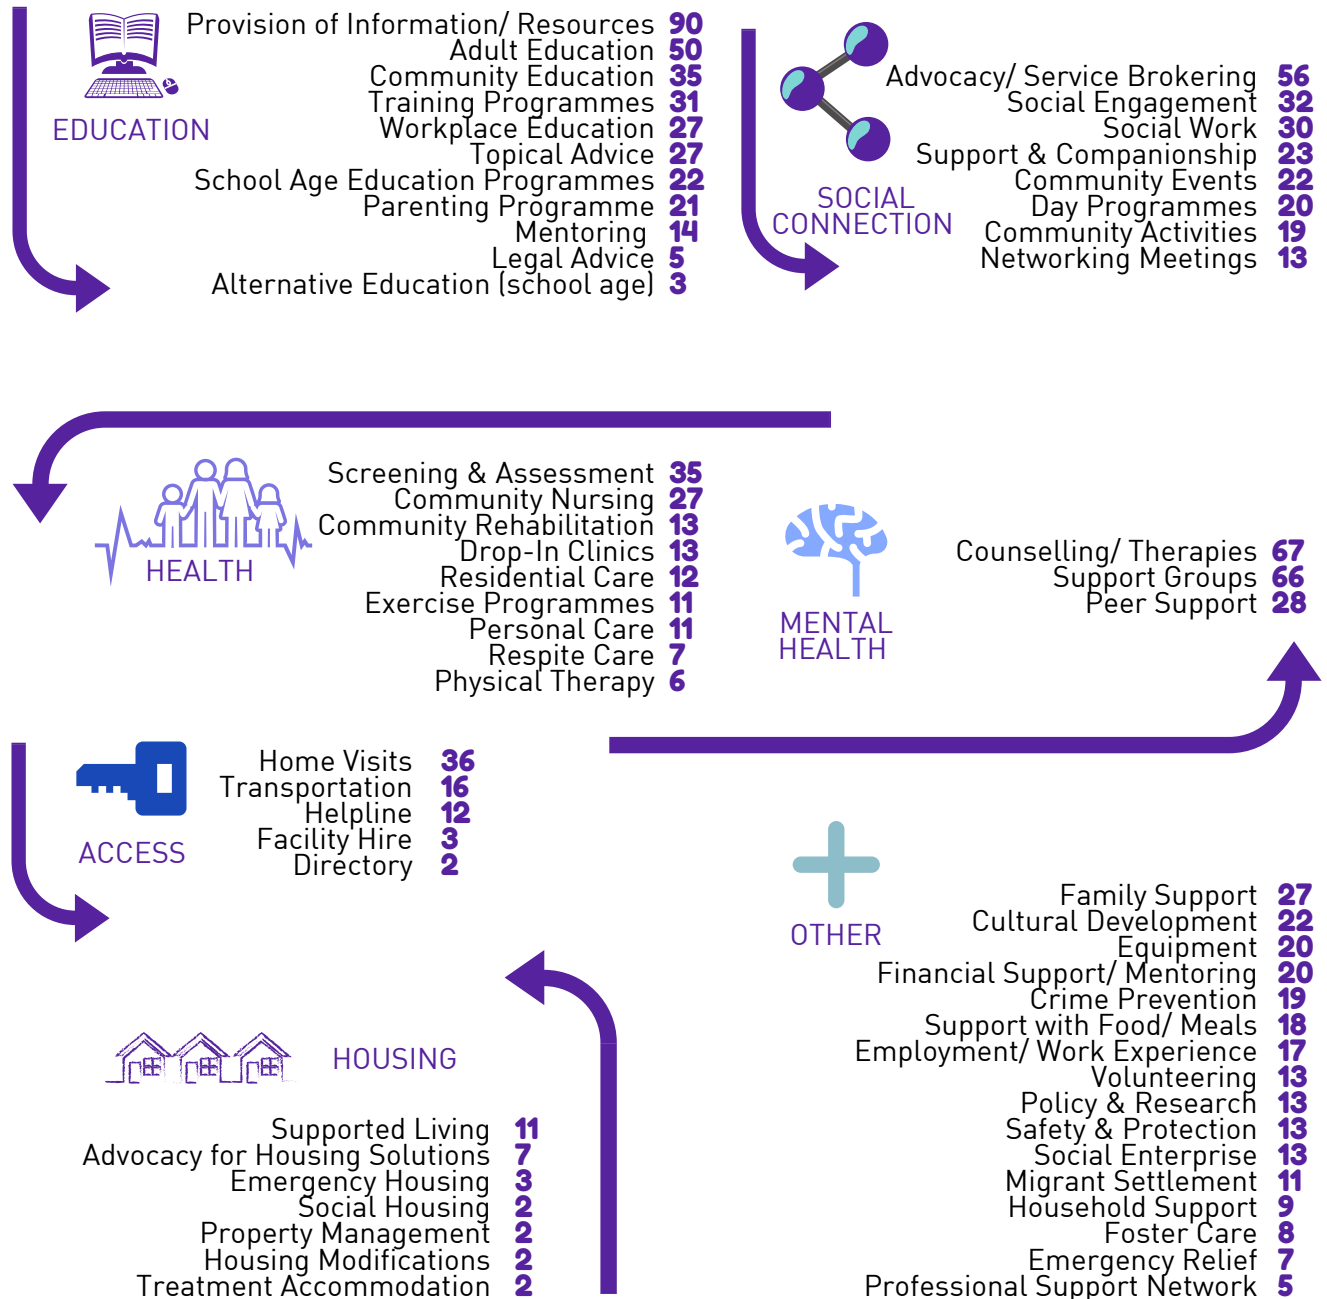 EDUCATION
Provision of Information/ Resources 90
Adult Education 50
Community Education 35
Training Programmes 31
Workplace Education 27
Topical Advice 27
School Age Education Programmes 22
Parenting Programme 21
Mentoring 14
Legal Advice 5
Alternative Education (school age) 3
SOCIAL
CONNECTION
Advocacy/ Service Brokering 56
Social Engagement 32
Social Work 30
Support & Companionship 23
Community Events 22
Day Programmes 20
Community Activities 19
Networking Meetings 13
HEALTH
Screening & Assessment 35
Community Nursing 27
Community Rehabilitation 13
Drop-In Clinics 13
Residential Care 12
Exercise Programmes 11
Personal Care 11
Respite Care 7
Physical Therapy 6
MENTAL
HEALTH
Counselling/ Therapies 67
Support Groups 66
Peer Support 28
ACCESS
Home Visits 36
Transportation 16
Helpline 12
Facility Hire 3
Directory 2
OTHER
Family Support 27
Cultural Development 22
Equipment 20
Financial Support/ Mentoring 20
Crime Prevention 19
Support with Food/ Meals 18
Employment/ Work Experience 17
Volunteering 13
Policy & Research 13
Safety & Protection 13
Social Enterprise 13
Migrant Settlement 11
Household Support 9
Foster Care 8
Emergency Relief 7
Professional Support Network 5
HOUSING
Supported Living 11
Advocacy for Housing Solutions 7
Emergency Housing 3
Social Housing 2
Property Management 2
Housing Modifications 2
Treatment Accommodation 2